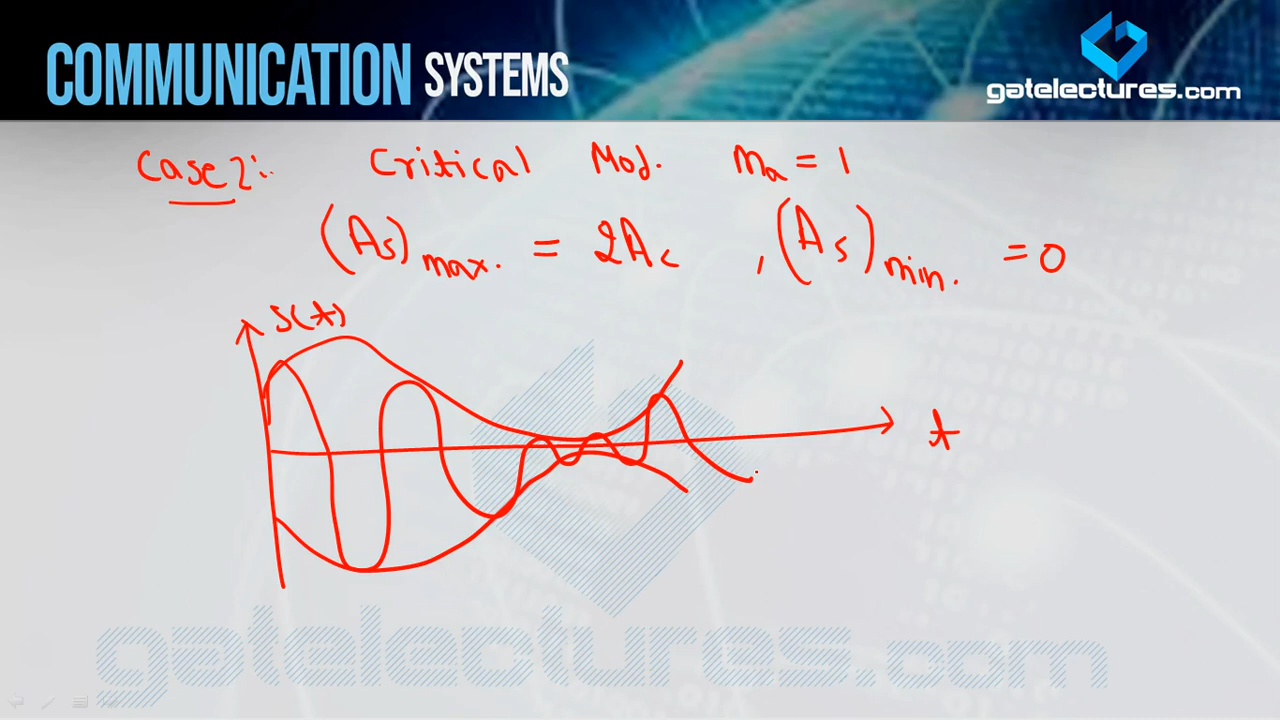 COMMUNICATION SYSTEMS
gatelectures.com
Case 2:. Critical Mod. ma = 1
(As)max. = 2Ac , (As)min. = 0
s(t)
t
gatelectures.com